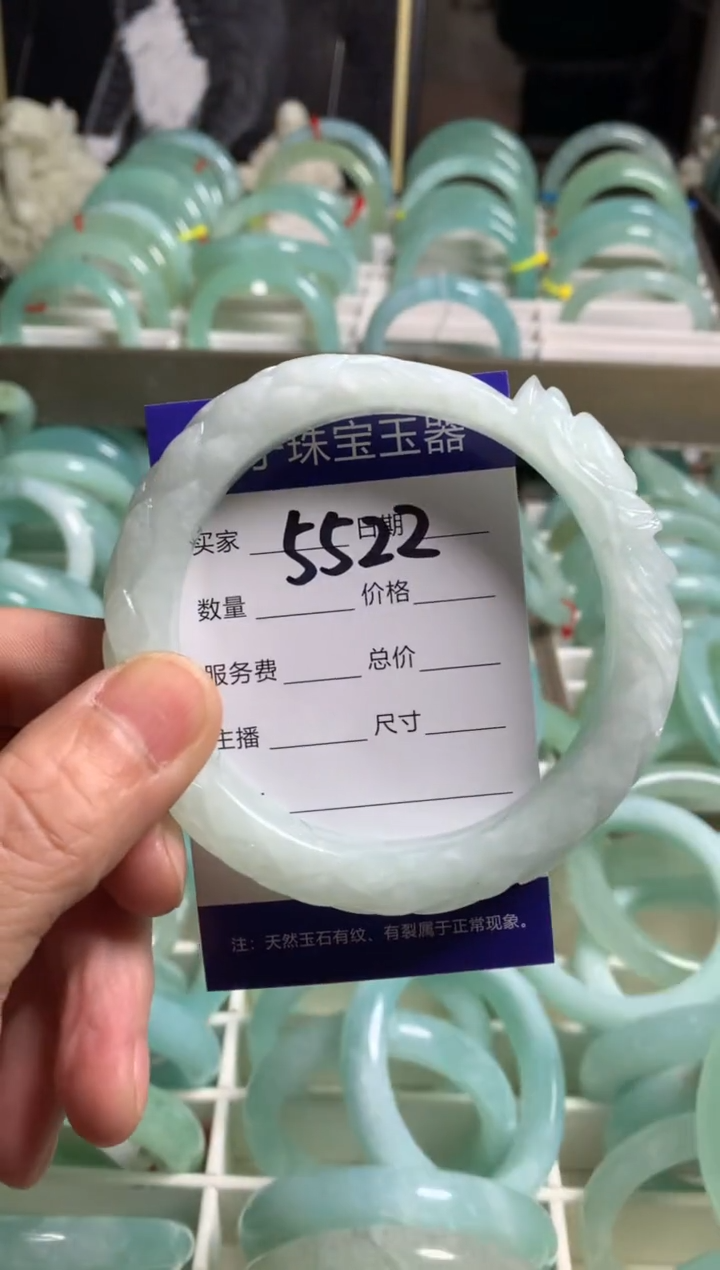 珠宝玉器
买家 5522 日期
数量 价格
服务费 总价
主播 尺寸
注：天然玉石有纹、有裂属于正常现象。